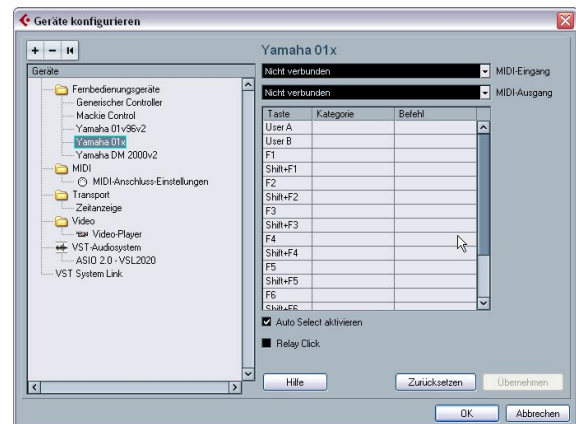 Geräte konfigurieren
Yamaha 01x
Geräte
Fernbedienungsgeräte
Generischer Controller
Mackie Control
Yamaha 01v96v2
Yamaha 01x
Yamaha DM 2000v2
MIDI
MIDI-Anschluss-Einstellungen
Transport
Zeitanzeige
Video
Video-Player
VST-Audiosystem
ASIO 2.0 - VSL2020
VST System Link
Nicht verbunden MIDI-Eingang
Nicht verbunden MIDI-Ausgang
Taste Kategorie Befehl
User A
User B
F1
Shift+F1
F2
Shift+F2
F3
Shift+F3
F4
Shift+F4
F5
Shift+F5
F6
Shift+F6
Auto Select aktivieren
Relay Click
Hilfe Zurücksetzen Übernehmen
OK Abbrechen